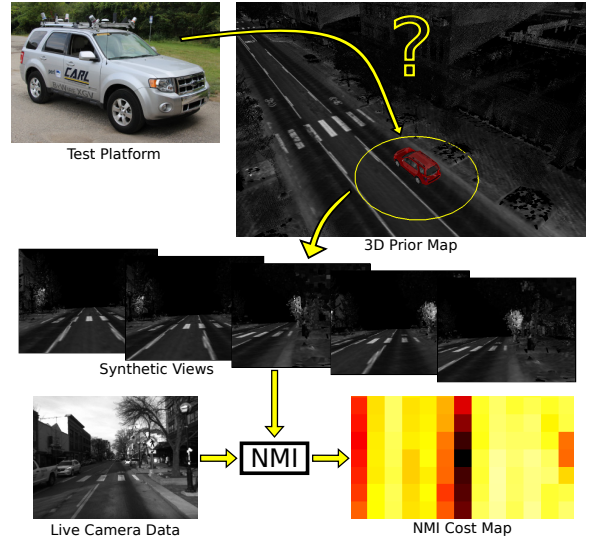 CARL
Test Platform
?
3D Prior Map
Synthetic Views
NMI
Live Camera Data
NMI Cost Map